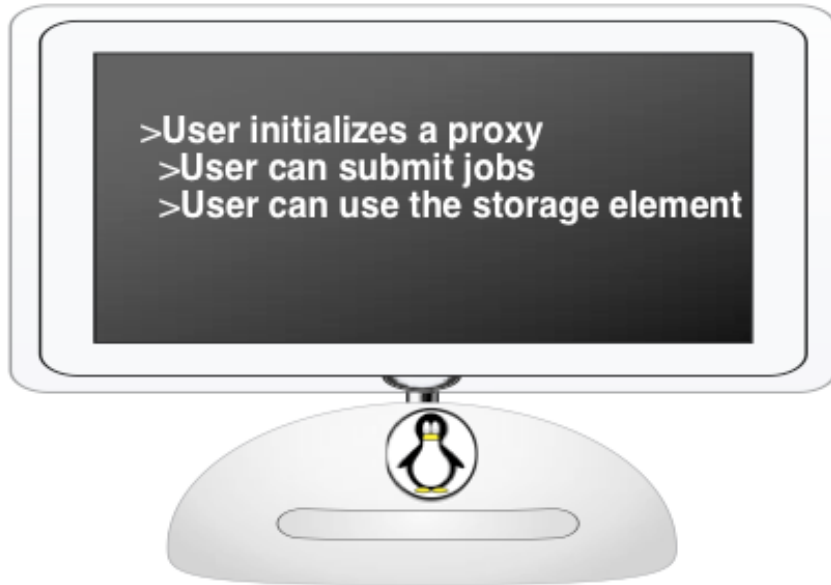 >User initializes a proxy
>User can submit jobs
>User can use the storage element